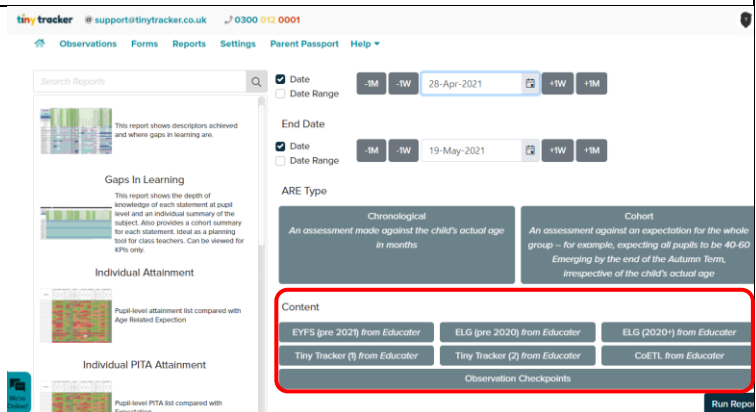 tiny tracker @ support@tinytracker.co.uk 0300 012 0001
Observations Forms Reports Settings Parent Passport Help
Search Reports
This report shows descriptors achieved
and where gaps in learning are.
Gaps In Learning
This report shows the depth of
knowledge of each statement at pupil
level and an individual summary of the
subject. Also provides a cohort summary
for each statement. Ideal as a planning
tool for class teachers. Can be viewed for
KPIs only.
Individual Attainment
Pupil-level attainment list compared with
Age Related Expection
Individual PITA Attainment
Pupil-level PITA list compared with
Expectation
We're
Online!
Date
Date Range
-1M -1W 28-Apr-2021 +1W +1M
End Date
Date
Date Range
-1M -1W 19-May-2021 +1W +1M
ARE Type
Chronological
An assessment made against the child's actual age
in months
Cohort
An assessment against an expectation for the whole
group – for example, expecting all pupils to be 40-60
Emerging by the end of the Autumn Term,
irrespective of the child's actual age
Content
EYFS (pre 2021) from Educater ELG (pre 2020) from Educater ELG (2020+) from Educater
Tiny Tracker (1) from Educater Tiny Tracker (2) from Educater CoETL from Educater
Observation Checkpoints
Run Repo